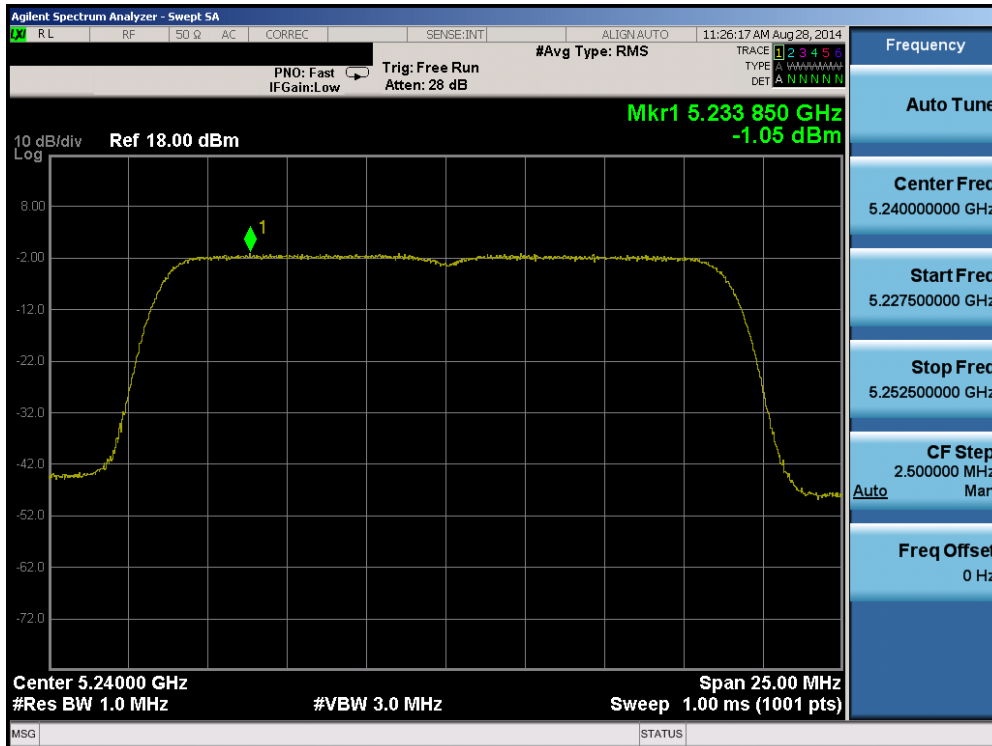 Agilent Spectrum Analyzer - Swept SA
LXI RL RF 50 Ω AC CORREC SENSE:INT ALIGN AUTO 11:26:17 AM Aug 28, 2014
#Avg Type: RMS
TRACE 1 2 3 4 5 6
PNO: Fast Trig: Free Run
TYPE A WWWWW
IFGain:Low Atten: 28 dB
DET A N N N N N
Mkr1 5.233 850 GHz
-1.05 dBm
10 dB/div Ref 18.00 dBm
Log
8.00
1
-2.00
-12.0
-22.0
-32.0
-42.0
-52.0
-62.0
-72.0
Center 5.24000 GHz Span 25.00 MHz
#Res BW 1.0 MHz #VBW 3.0 MHz Sweep 1.00 ms (1001 pts)
MSG STATUS
Frequency
Auto Tune
Center Freq
5.240000000 GHz
Start Freq
5.227500000 GHz
Stop Freq
5.252500000 GHz
CF Step
2.500000 MHz
Auto Man
Freq Offset
0 Hz